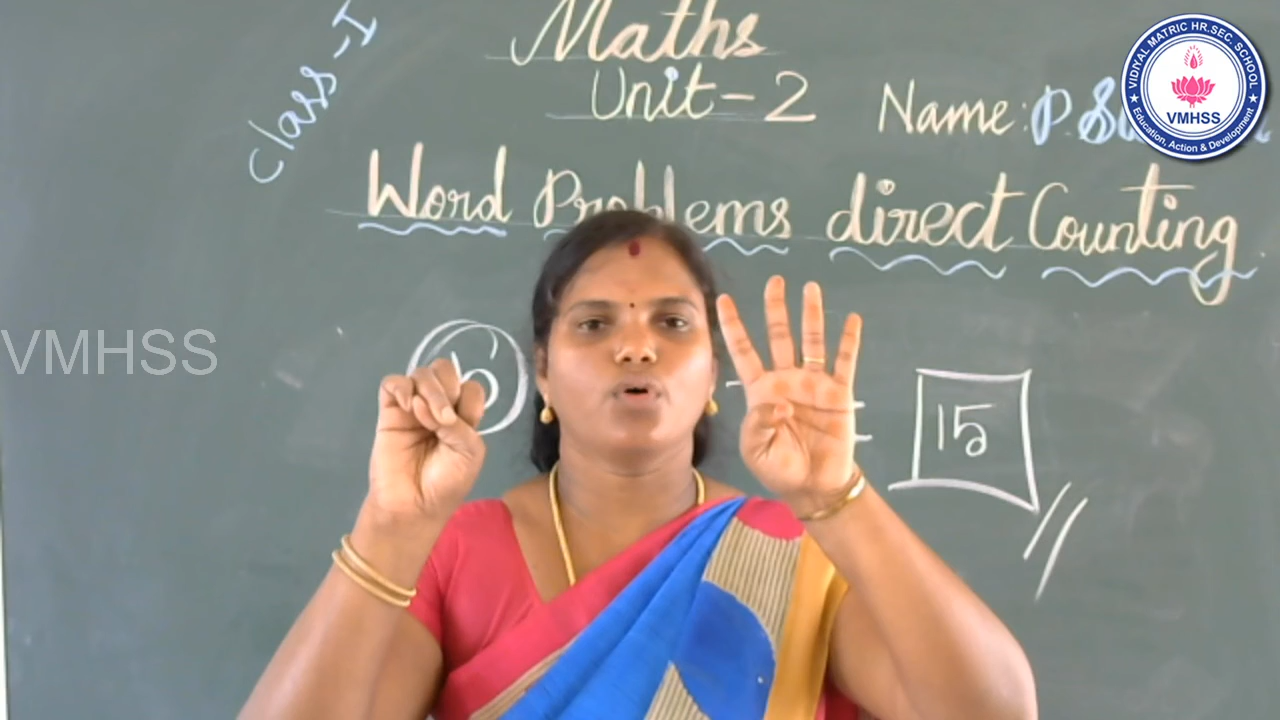 Class-I
Maths
Unit-2
Name: P.
Word Problems direct Counting
6
15
VMHSS
VIDIYAL MATRIC HR.SEC. SCHOOL
VMHSS
Education, Action & Development